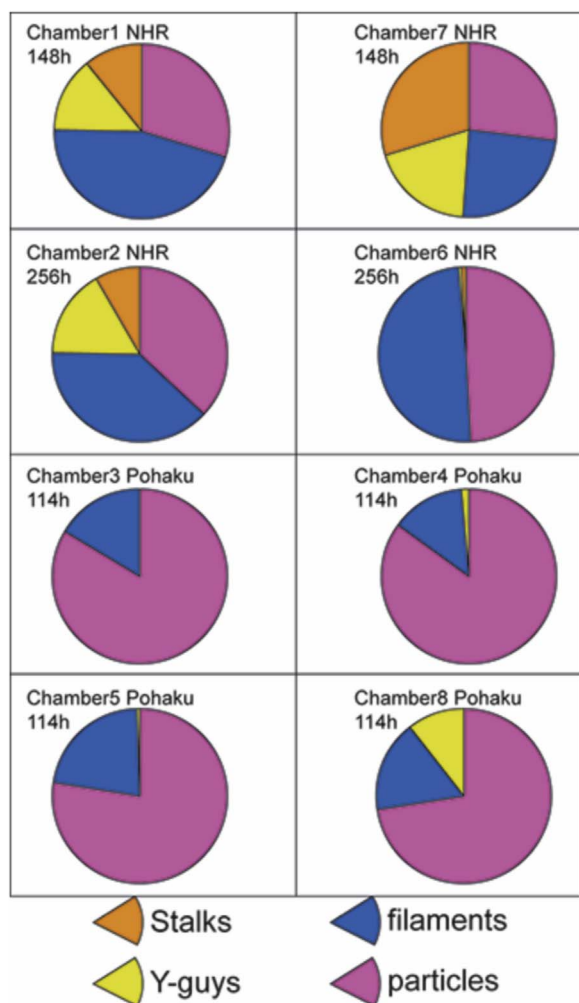 Chamber1 NHR
148h
Chamber7 NHR
148h
Chamber2 NHR
256h
Chamber6 NHR
256h
Chamber3 Pohaku
114h
Chamber4 Pohaku
114h
Chamber5 Pohaku
114h
Chamber8 Pohaku
114h
Stalks
filaments
Y-guys
particles